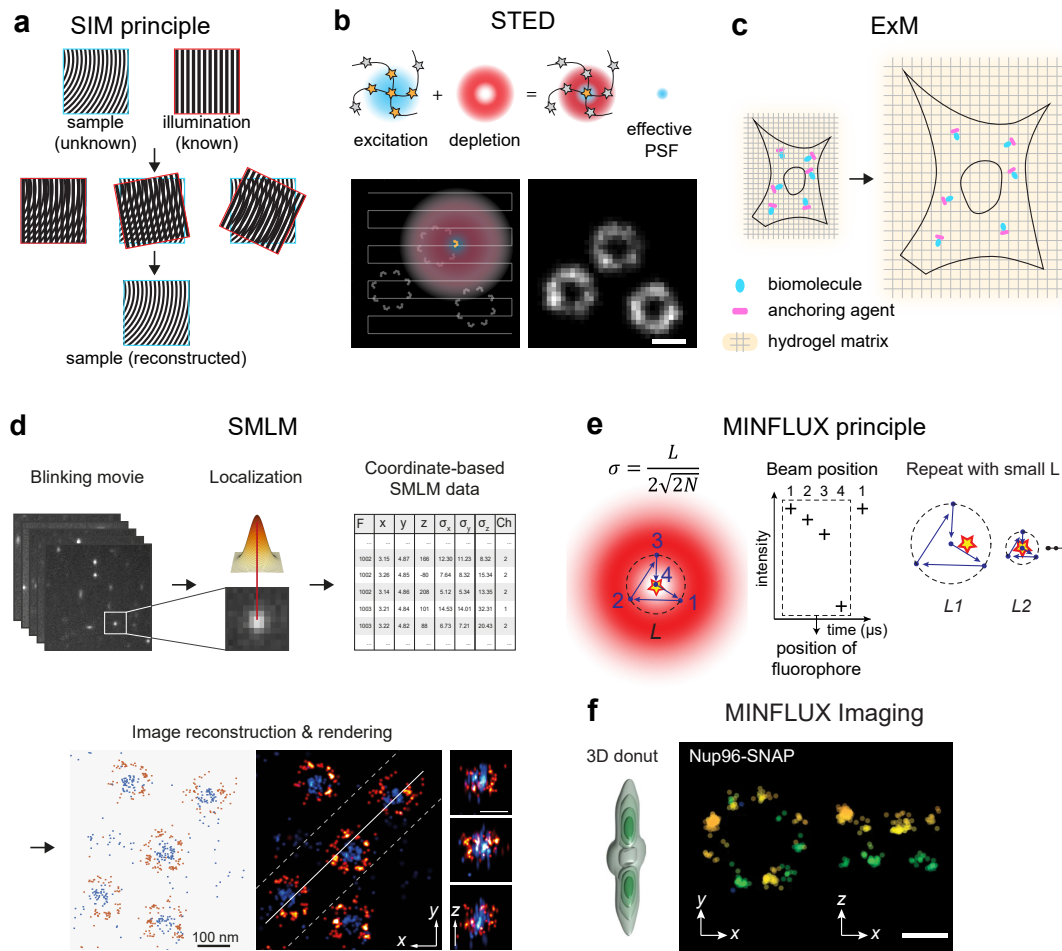 a
SIM principle
sample
(unknown)
illumination
(known)
sample (reconstructed)
b
STED
+
=
excitation
depletion
effective
PSF
c
ExM
biomolecule
anchoring agent
hydrogel matrix
d
SMLM
Blinking movie
Localization
Coordinate-based
SMLM data
F x y z σx σy σz Ch
... ... ... ... ... ... ... ...
1002 3.15 4.87 166 12.30 11.23 8.32 2
1002 3.26 4.85 -80 7.64 8.32 15.34 2
1002 3.14 4.86 208 5.12 5.34 13.35 2
1003 3.21 4.84 101 14.53 14.01 32.31 1
1003 3.22 4.82 88 6.73 7.21 20.43 2
... ... ... ... ... ... ... ...
Image reconstruction & rendering
100 nm
y
x
z
e
MINFLUX principle
σ = L / 2√2N
3
4
2
1
L
Beam position
1 2 3 4 1
intensity
time (µs)
position of
fluorophore
Repeat with small L
L1
L2
f
MINFLUX Imaging
3D donut
Nup96-SNAP
y
x
z
x